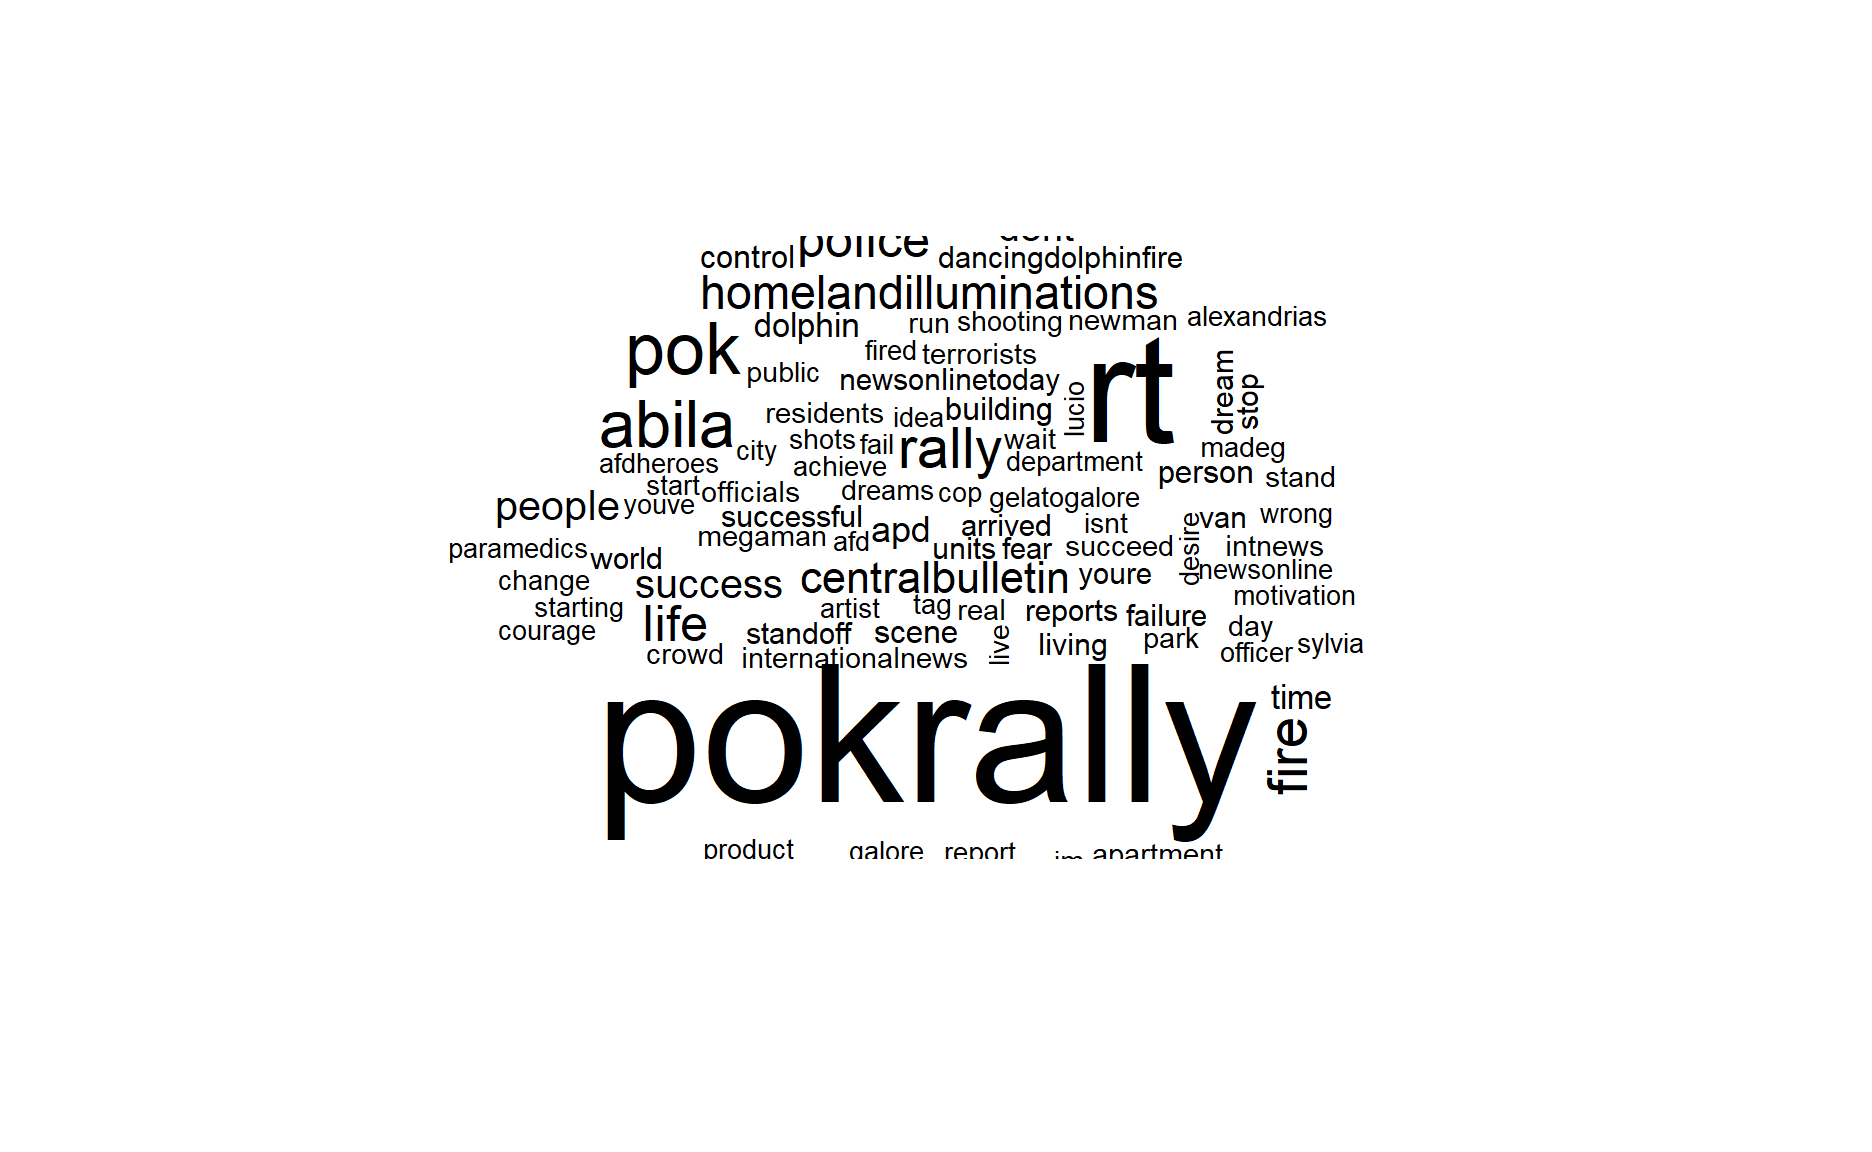 police dont
control dancingdolphinfire
homelandilluminations
dolphin run shooting newman alexandrias
pok fired terrorists rt
public newsonlinetoday lucio dream stop
abila residents idea building
city shots fail rally wait madeg
afdheroes achieve department person stand
start officials dreams cop gelatogalore
people youve successful arrived isnt desire van wrong
megaman afd apd
paramedics world units fear succeed intnews
change success centralbulletin youre newsonline
starting artist tag real reports failure motivation
courage life standoff scene live living park day
crowd internationalnews officer sylvia
pokrally time
fire
product galore report im apartment